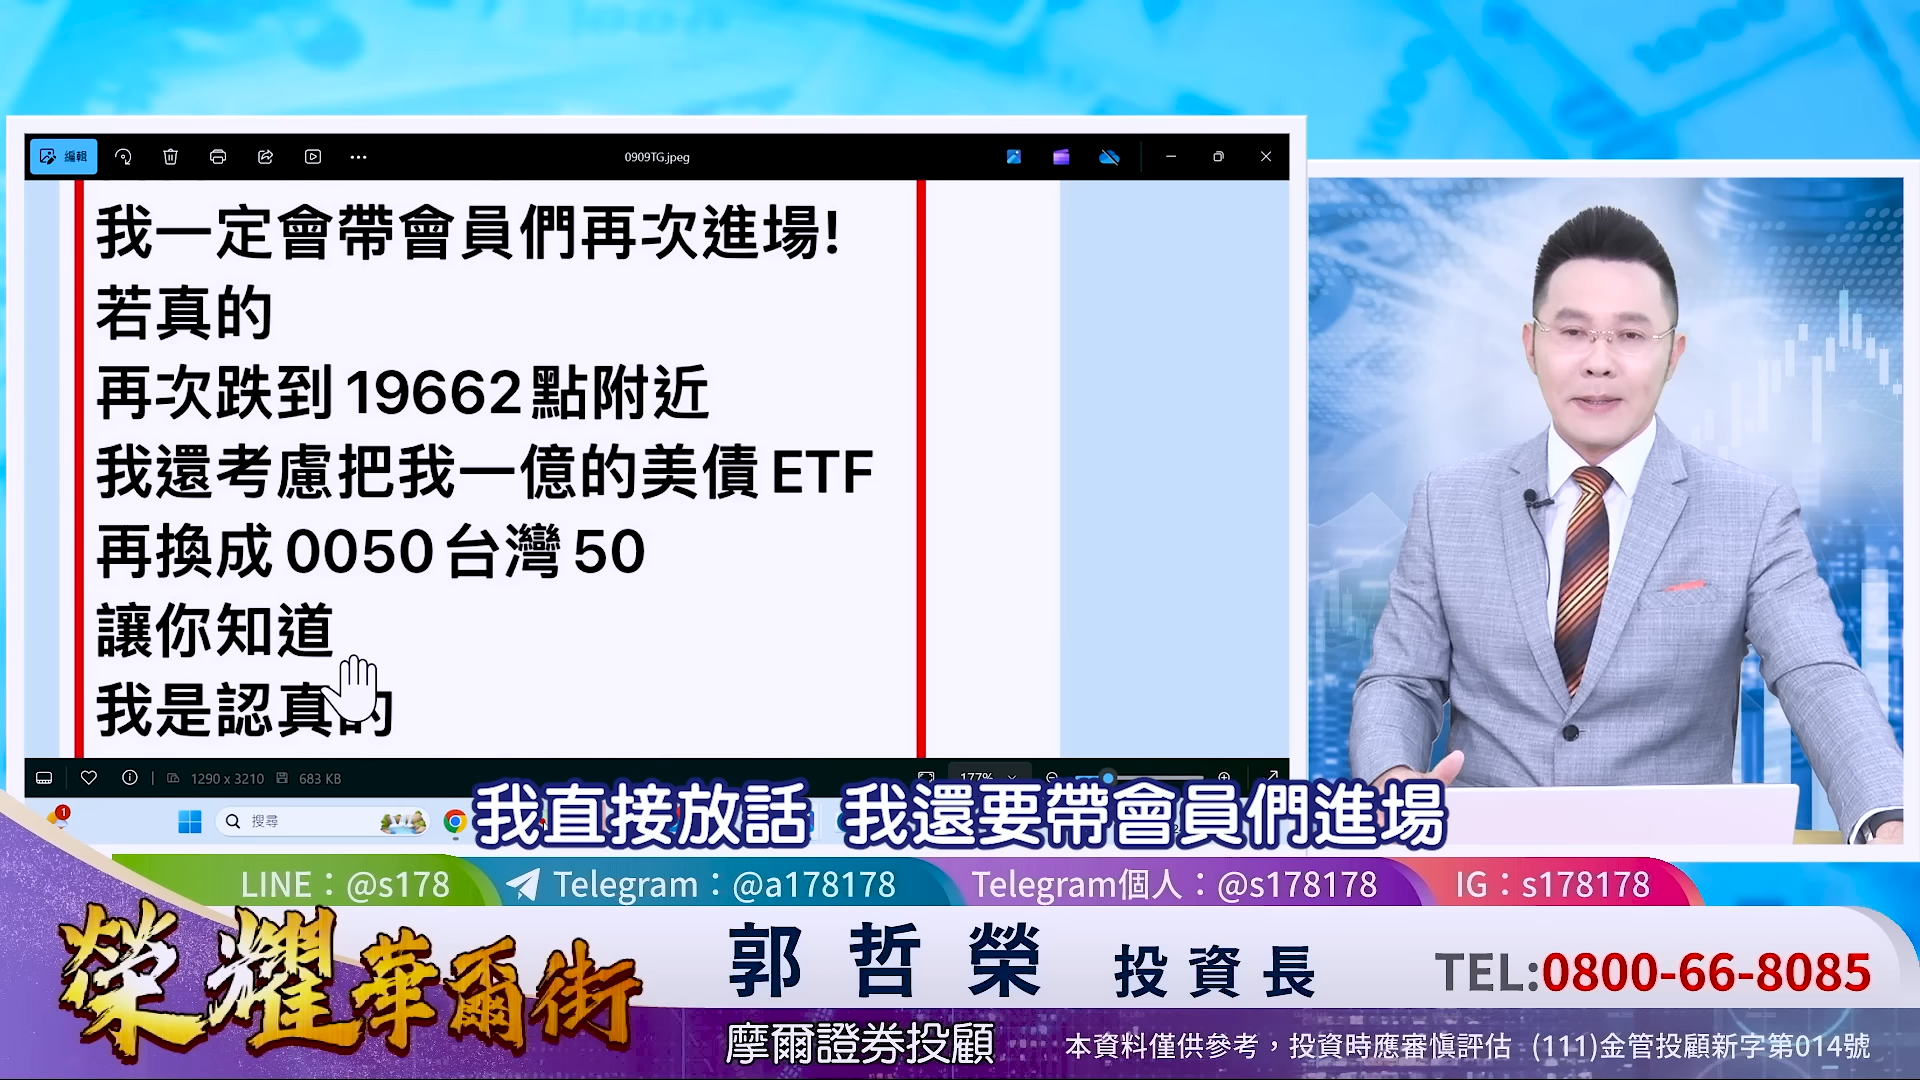 編輯
0909TG.jpeg
我一定會帶會員們再次進場!
若真的
再次跌到19662點附近
我還考慮把我一億的美債ETF
再換成0050台灣50
讓你知道
我是認真的
1290 x 3210
683 KB
177%
1
搜尋
我直接放話 我還要帶會員們進場
LINE：@s178
Telegram：@a178178
Telegram個人：@s178178
IG：s178178
榮耀華爾街
郭哲榮 投資長
TEL:0800-66-8085
摩爾證券投顧
本資料僅供參考，投資時應審慎評估 (111)金管投顧新字第014號